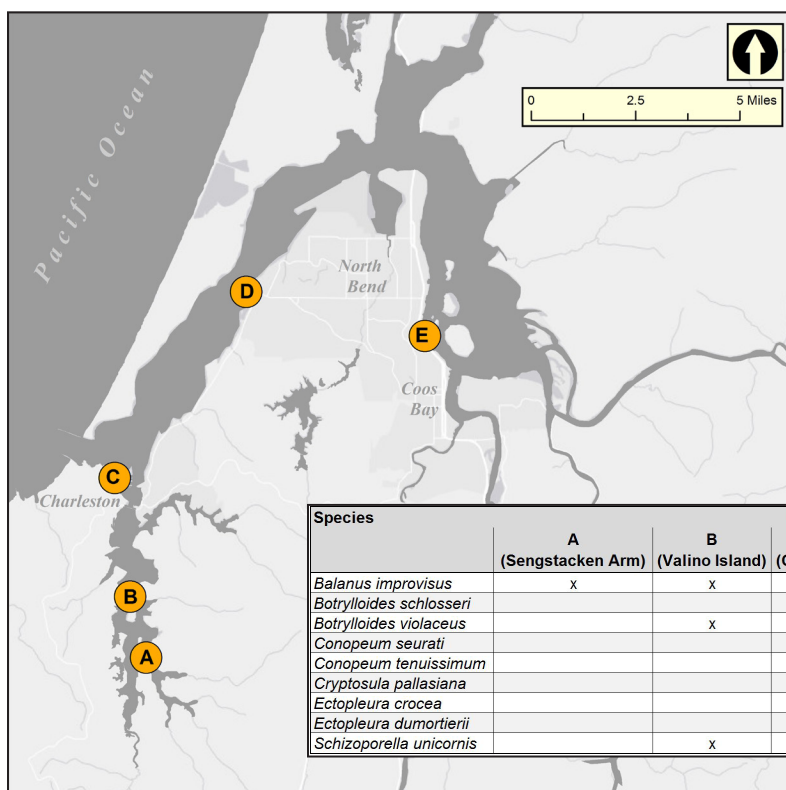 Pacific Ocean
0 2.5 5 Miles
North
Bend
D
E
Coos
Bay
C
Charleston
B
A
Species
A B
(Sengstacken Arm) (Valino Island) (C
Balanus improvisus x x
Botrylloides schlosseri
Botrylloides violaceus x
Conopeum seurati
Conopeum tenuissimum
Cryptosula pallasiana
Ectopleura crocea
Ectopleura dumortierii
Schizoporella unicornis x